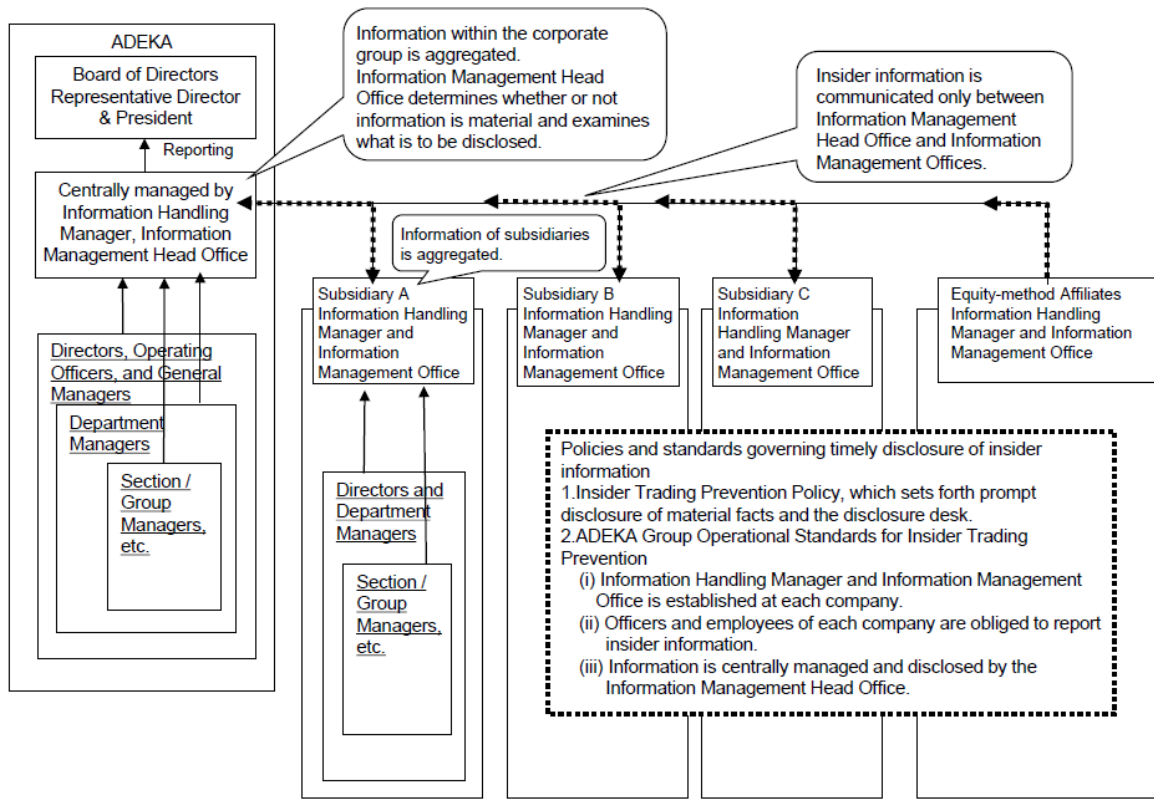 ADEKA
Board of Directors
Representative Director
& President
Reporting
Centrally managed by
Information Handling
Manager, Information
Management Head Office
Directors, Operating
Officers, and General
Managers
Department
Managers
Section /
Group
Managers,
etc.
Information within the corporate
group is aggregated.
Information Management Head
Office determines whether or not
information is material and examines
what is to be disclosed.
Insider information is
communicated only between
Information Management
Head Office and Information
Management Offices.
Information of subsidiaries
is aggregated.
Subsidiary A
Information Handling
Manager and
Information
Management Office
Directors and
Department
Managers
Section /
Group
Managers,
etc.
Subsidiary B
Information Handling
Manager and
Information
Management Office
Subsidiary C
Information
Handling Manager
and Information
Management Office
Equity-method Affiliates
Information Handling
Manager and Information
Management Office
Policies and standards governing timely disclosure of insider
information
1.Insider Trading Prevention Policy, which sets forth prompt
disclosure of material facts and the disclosure desk.
2.ADEKA Group Operational Standards for Insider Trading
Prevention
(i) Information Handling Manager and Information Management
Office is established at each company.
(ii) Officers and employees of each company are obliged to report
insider information.
(iii) Information is centrally managed and disclosed by the
Information Management Head Office.